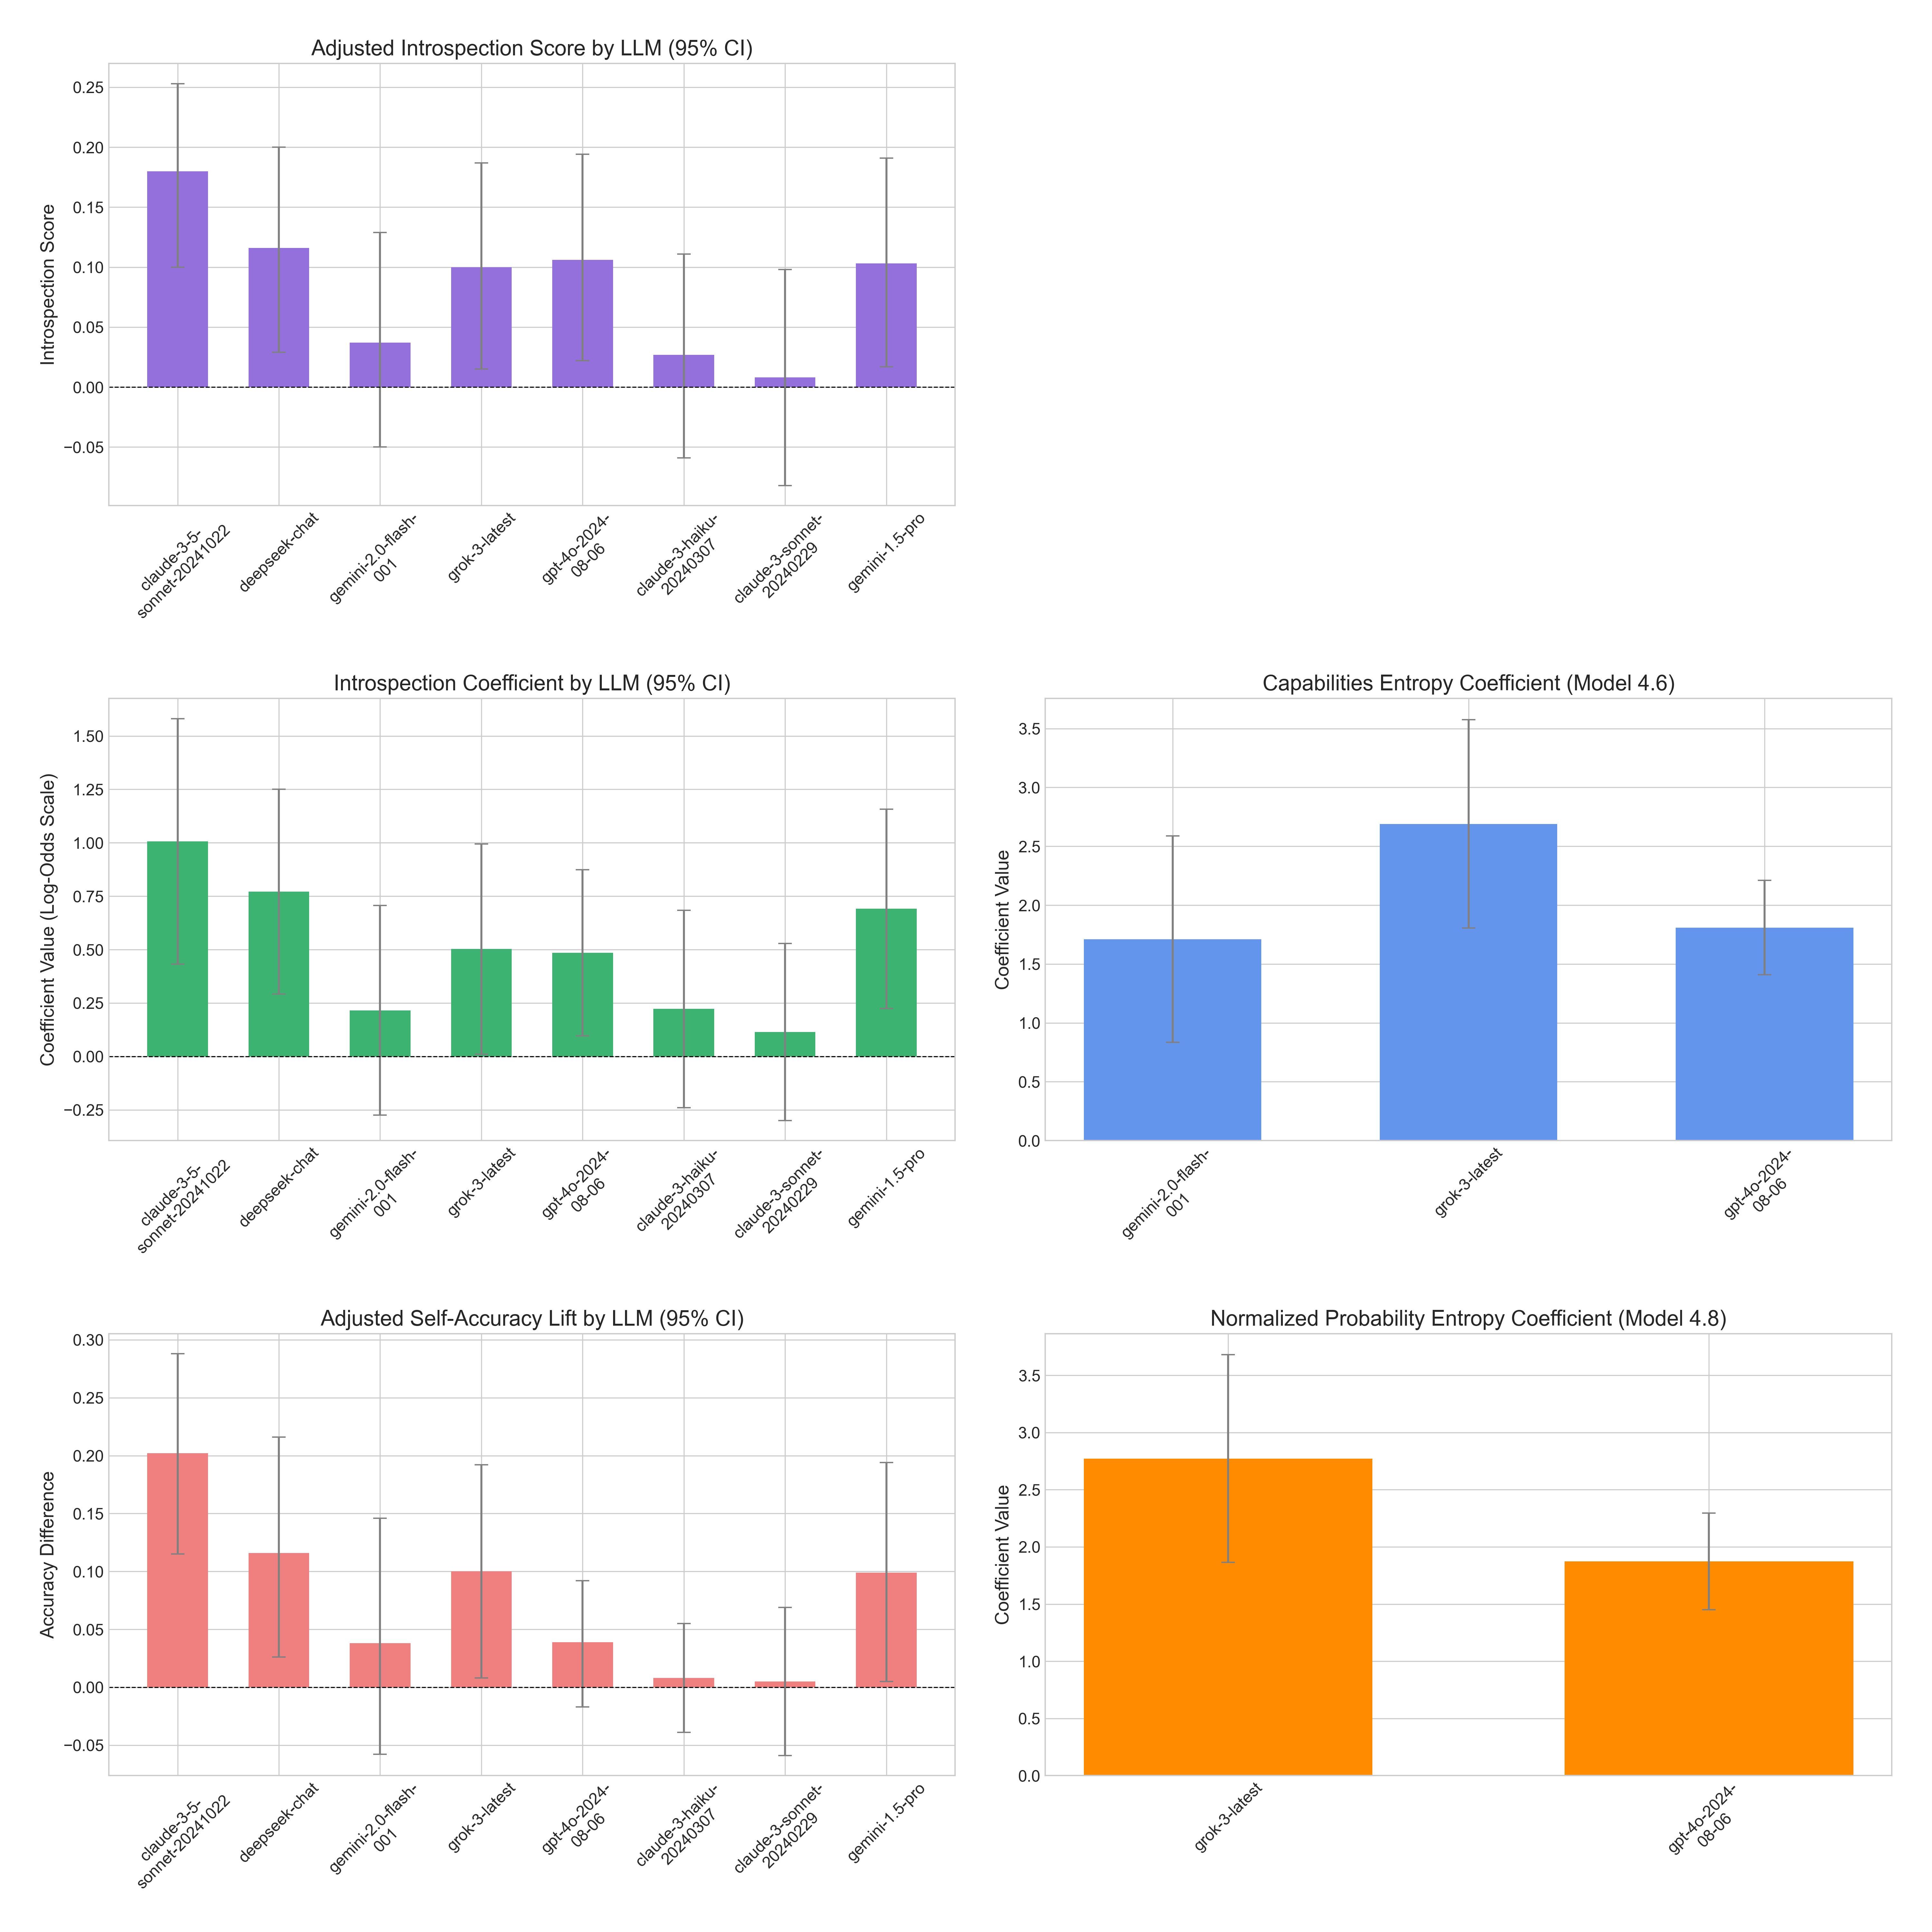 Adjusted Introspection Score by LLM (95% CI)
Introspection Score
0.25
0.20
0.15
0.10
0.05
0.00
−0.05
claude-3-5-
sonnet-20241022
deepseek-chat
gemini-2.0-flash-
001
grok-3-latest
gpt-4o-2024-
08-06
claude-3-haiku-
20240307
claude-3-sonnet-
20240229
gemini-1.5-pro
Introspection Coefficient by LLM (95% CI)
Coefficient Value (Log-Odds Scale)
1.50
1.25
1.00
0.75
0.50
0.25
0.00
−0.25
claude-3-5-
sonnet-20241022
deepseek-chat
gemini-2.0-flash-
001
grok-3-latest
gpt-4o-2024-
08-06
claude-3-haiku-
20240307
claude-3-sonnet-
20240229
gemini-1.5-pro
Capabilities Entropy Coefficient (Model 4.6)
Coefficient Value
3.5
3.0
2.5
2.0
1.5
1.0
0.5
0.0
gemini-2.0-flash-
001
grok-3-latest
gpt-4o-2024-
08-06
Adjusted Self-Accuracy Lift by LLM (95% CI)
Accuracy Difference
0.30
0.25
0.20
0.15
0.10
0.05
0.00
−0.05
claude-3-5-
sonnet-20241022
deepseek-chat
gemini-2.0-flash-
001
grok-3-latest
gpt-4o-2024-
08-06
claude-3-haiku-
20240307
claude-3-sonnet-
20240229
gemini-1.5-pro
Normalized Probability Entropy Coefficient (Model 4.8)
Coefficient Value
3.5
3.0
2.5
2.0
1.5
1.0
0.5
0.0
grok-3-latest
gpt-4o-2024-
08-06